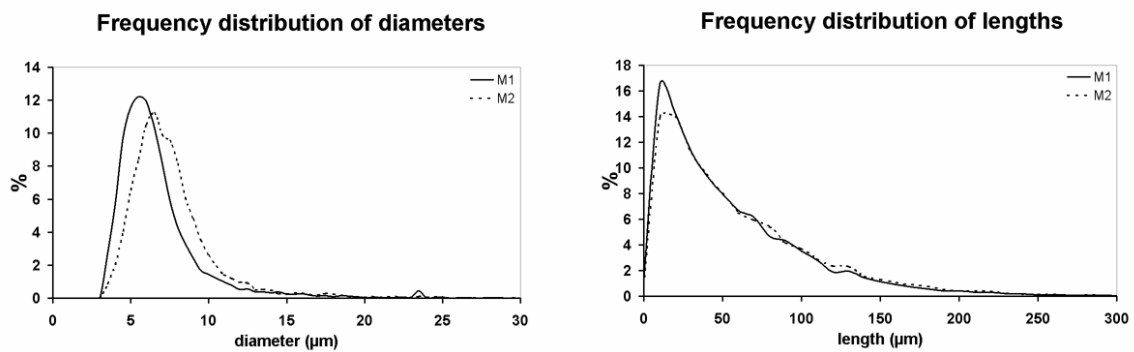 Frequency distribution of diameters
14
12
10
8
6
4
2
0
%
M1
M2
0 5 10 15 20 25 30
diameter (µm)
Frequency distribution of lengths
18
16
14
12
10
8
6
4
2
0
%
M1
M2
0 50 100 150 200 250 300
length (µm)